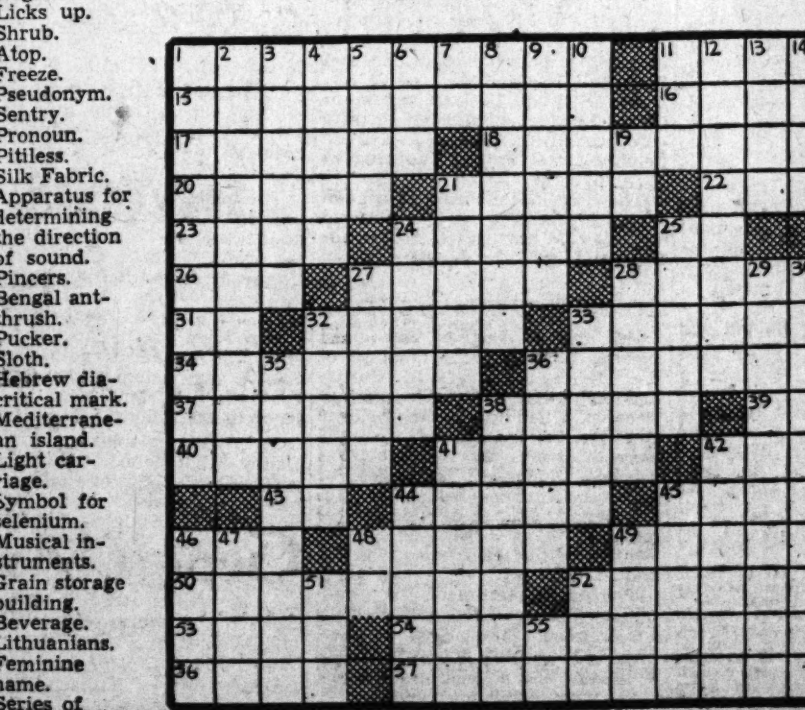 Licks up.
Shrub.
Atop.
Freeze.
Pseudonym.
Sentry.
Pronoun.
Pitiless.
Silk Fabric.
Apparatus for
determining
the direction
of sound.
Pincers.
Bengal ant-
thrush.
Pucker.
Sloth.
Hebrew dia-
critical mark.
Mediterrane-
an island.
Light car-
riage.
Symbol for
selenium.
Musical in-
struments.
Grain storage
building.
Beverage.
Lithuanians.
Feminine
name.
Series of
1 2 3 4 5 6 7 8 9 10 11 12 13 14
15 16
17 18 19
20 21 22
23 24 25
26 27 28 29 30
31 32 33
34 35 36
37 38 39
40 41 42
43 44 45
46 47 48 49
50 51 52
53 54 55
56 57